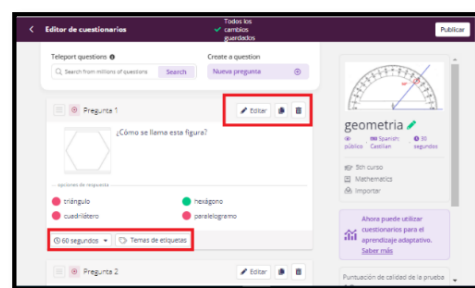 Editor de cuestionarios
Todos los
cambios
guardados
Publicar
Teleport questions
Create a question
Search from millions of questions
Search
Nueva pregunta
Pregunta 1
Editar
¿Cómo se llama esta figura?
opciones de respuesta
triángulo
hexágono
cuadrilátero
paralelogramo
60 segundos
Temas de etiquetas
Pregunta 2
Editar
geometria
público
Spanish
Castilian
30
segundos
5th curso
Mathematics
Importar
Ahora puede utilizar
cuestionarios para el
aprendizaje adaptativo.
Saber más
Puntuación de calidad de la prueba